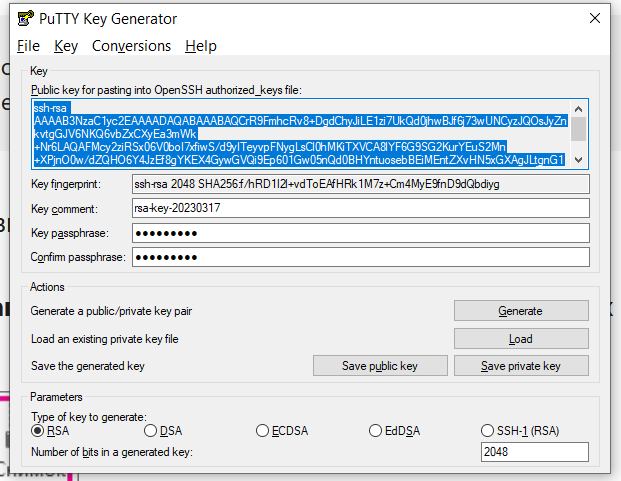 PuTTY Key Generator
File Key Conversions Help
Key
Public key for pasting into OpenSSH authorized_keys file:
ssh-rsa
AAAAB3NzaC1yc2EAAAADAQABAAABAQCrR9FmhcRv8+DgdChyJiLE1zi7UkQd0jhwBJf6j73wUNCyzJQOsJyZn
kvtgGJV6NKQ6vbZxCXyEa3mWk
+Nr6LAQAFMcy2ziRSx06V0boI7xfiwS/d9yITeyvpFNygLsCl0hMKiTXVCA8IYF6G9SG2KurYEuS2Mn
+XPjnO0w/dZQHO6Y4JzEf8gYKEX4GywGVQi9Ep601Gw05nQd0BHYntuosebBEiMEntZXvHN5xGXAgJLtgnG1
Key fingerprint: ssh-rsa 2048 SHA256:f/hRD1I2l+vdToEAfHRk1M7z+Cm4MyE9fnD9dQbdiyg
Key comment: rsa-key-20230317
Key passphrase: ●●●●●●●●●
Confirm passphrase: ●●●●●●●●●
Actions
Generate a public/private key pair Generate
Load an existing private key file Load
Save the generated key Save public key Save private key
Parameters
Type of key to generate:
RSA DSA ECDSA EdDSA SSH-1 (RSA)
Number of bits in a generated key: 2048